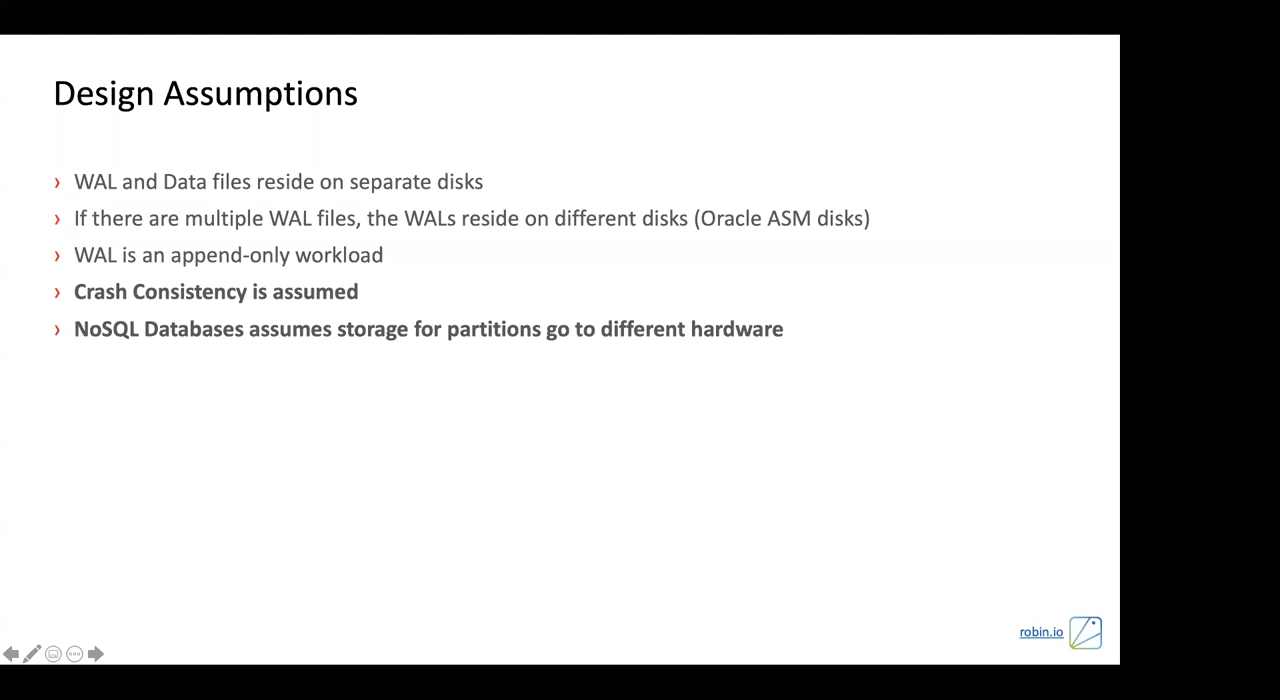 Design Assumptions
› WAL and Data files reside on separate disks
› If there are multiple WAL files, the WALs reside on different disks (Oracle ASM disks)
› WAL is an append-only workload
› Crash Consistency is assumed
› NoSQL Databases assumes storage for partitions go to different hardware
robin.io